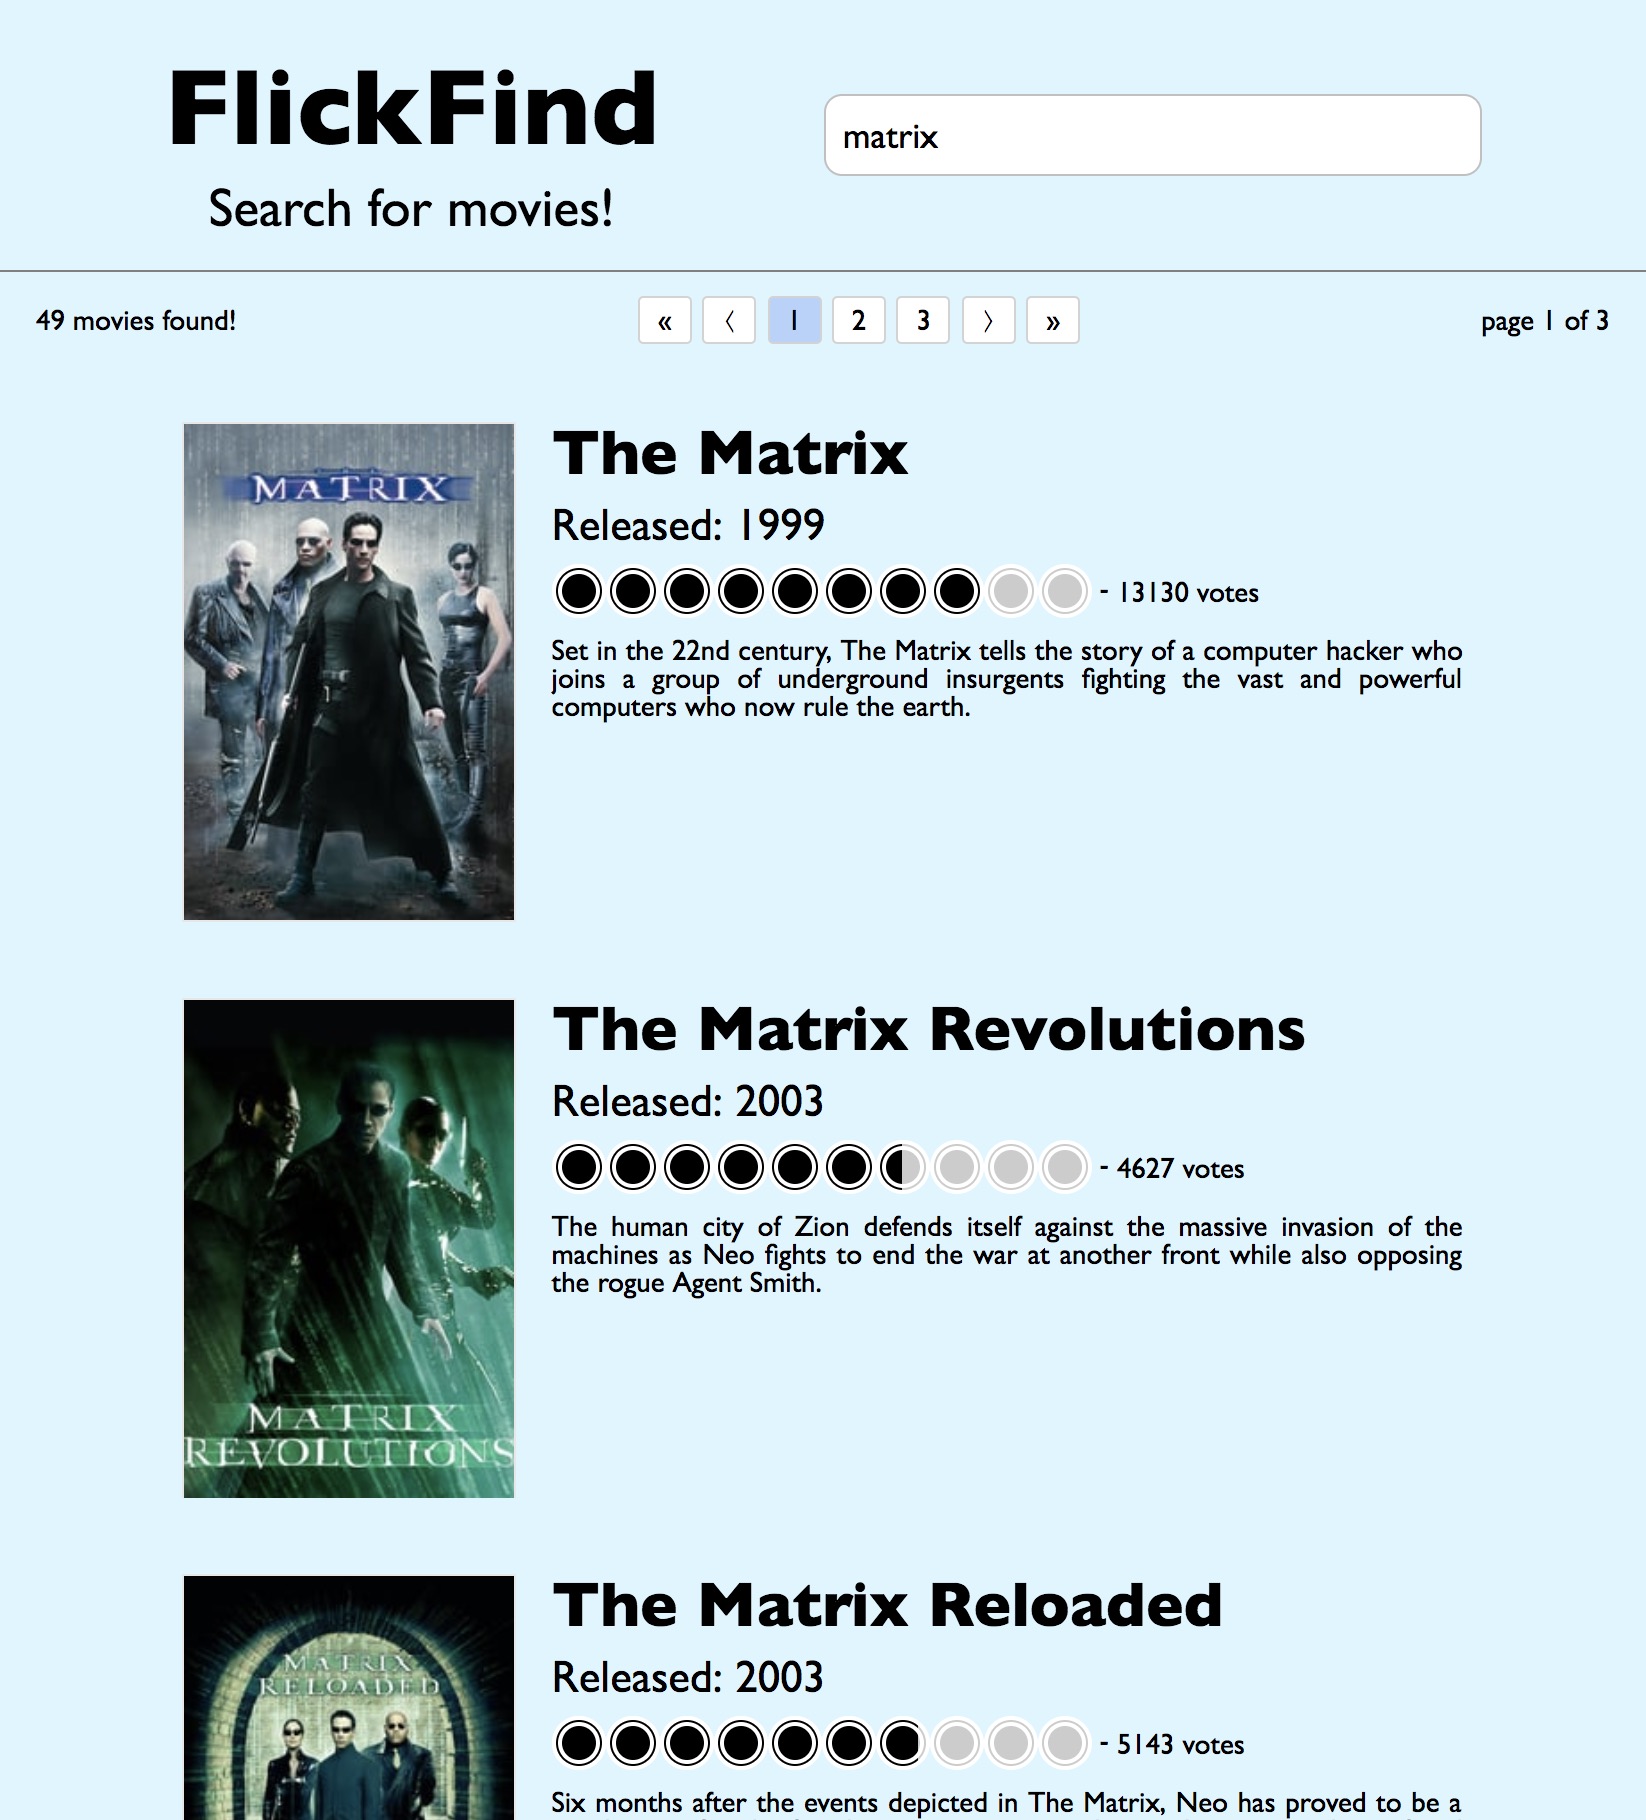 FlickFind
Search for movies!
matrix
49 movies found!
« 〈 1 2 3 〉 »
page 1 of 3
MATRIX
The Matrix
Released: 1999
- 13130 votes
Set in the 22nd century, The Matrix tells the story of a computer hacker who
joins a group of underground insurgents fighting the vast and powerful
computers who now rule the earth.
The Matrix Revolutions
Released: 2003
- 4627 votes
The human city of Zion defends itself against the massive invasion of the
machines as Neo fights to end the war at another front while also opposing
the rogue Agent Smith.
MATRIX
REVOLUTIONS
The Matrix Reloaded
MATRIX
RELOADED
Released: 2003
- 5143 votes
Six months after the events depicted in The Matrix, Neo has proved to be a